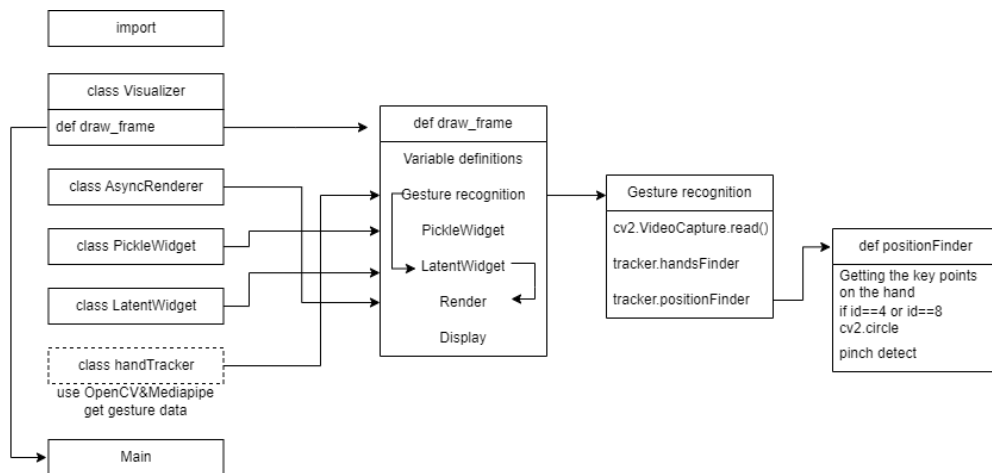 import
class Visualizer
def draw_frame
class AsyncRenderer
class PickleWidget
class LatentWidget
class handTracker
use OpenCV&Mediapipe
get gesture data
Main
def draw_frame
Variable definitions
Gesture recognition
PickleWidget
LatentWidget
Render
Display
Gesture recognition
cv2.VideoCapture.read()
tracker.handsFinder
tracker.positionFinder
def positionFinder
Getting the key points
on the hand
if id==4 or id==8
cv2.circle
pinch detect